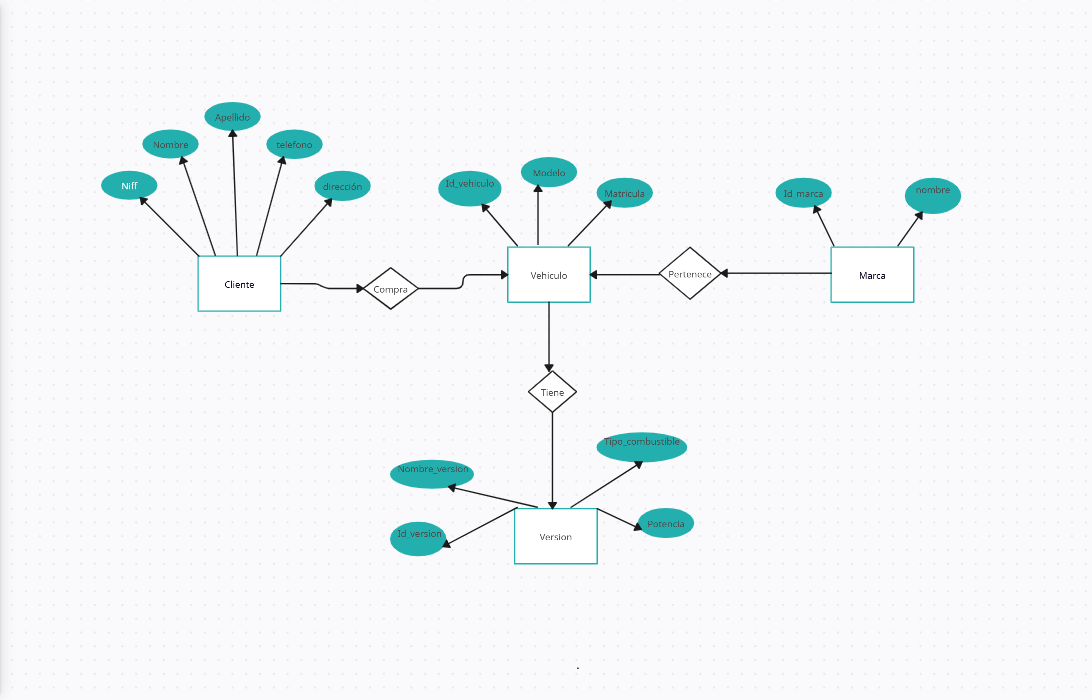 Apellido
Nombre
telefono
Niff
dirección
Modelo
Id_vehiculo
Matricula
Id_marca
nombre
Cliente
Compra
Vehiculo
Pertenece
Marca
Tiene
Tipo_combustible
Nombre_version
Id_version
Potencia
Version